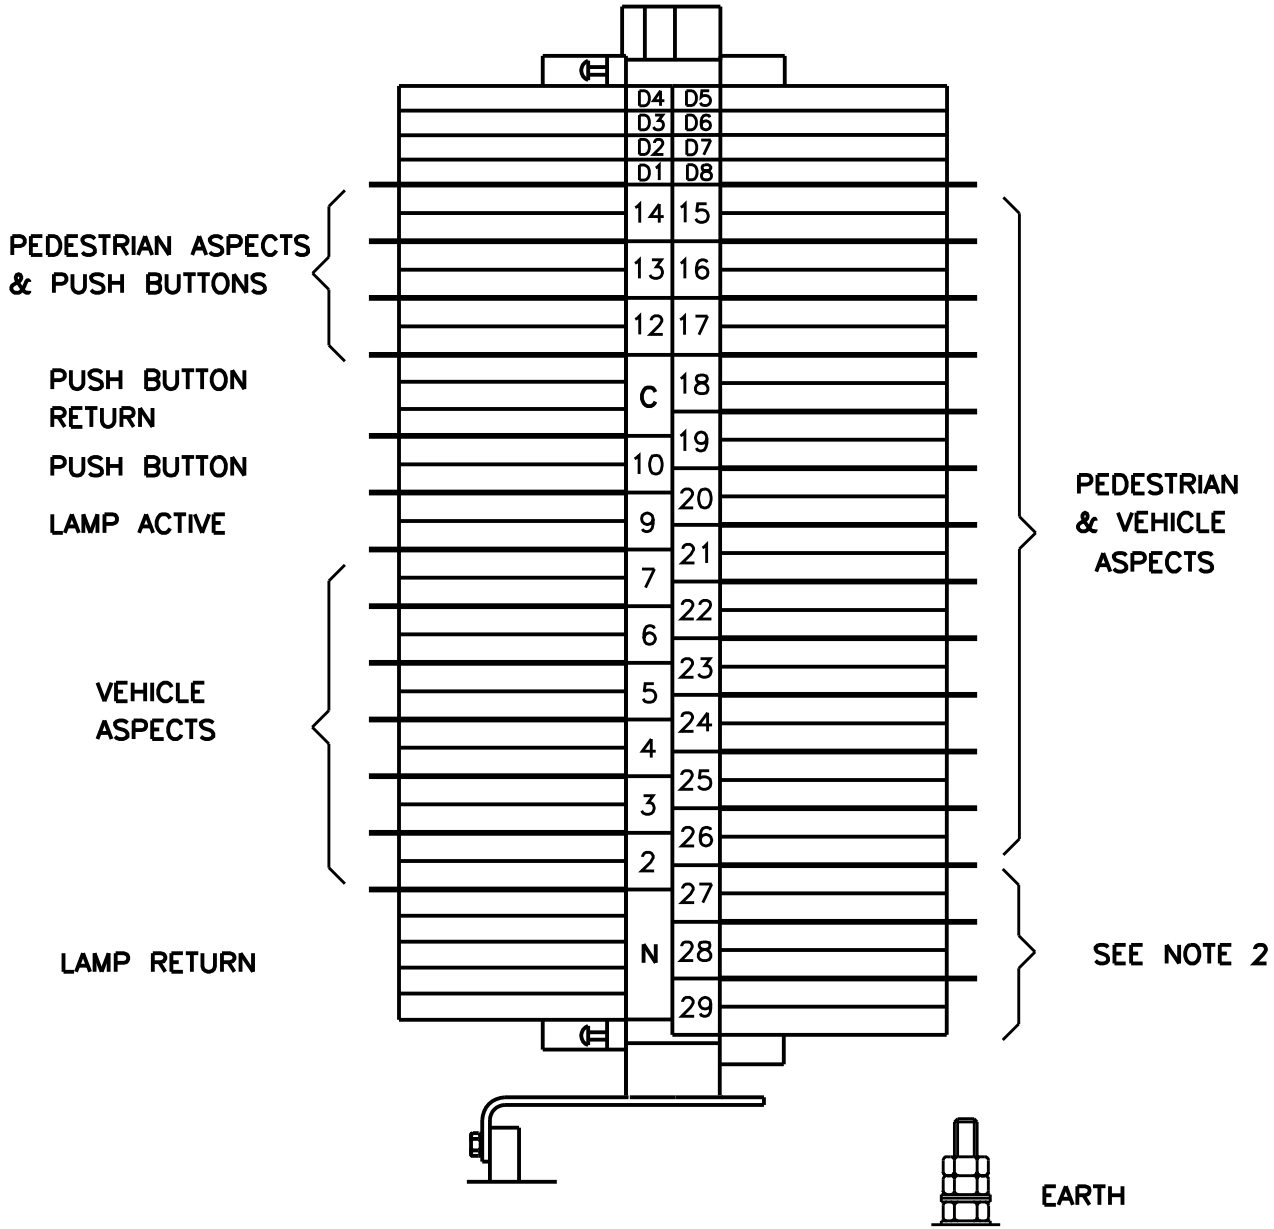 D4 D5
D3 D6
D2 D7
D1 D8
14 15
PEDESTRIAN ASPECTS
& PUSH BUTTONS
13 16
12 17
PUSH BUTTON
RETURN
C
18
19
PUSH BUTTON
10
20
LAMP ACTIVE
9
PEDESTRIAN
& VEHICLE
ASPECTS
21
7
22
6
23
VEHICLE
ASPECTS
5
24
4
25
3
26
2
27
LAMP RETURN
N
28
SEE NOTE 2
29
EARTH